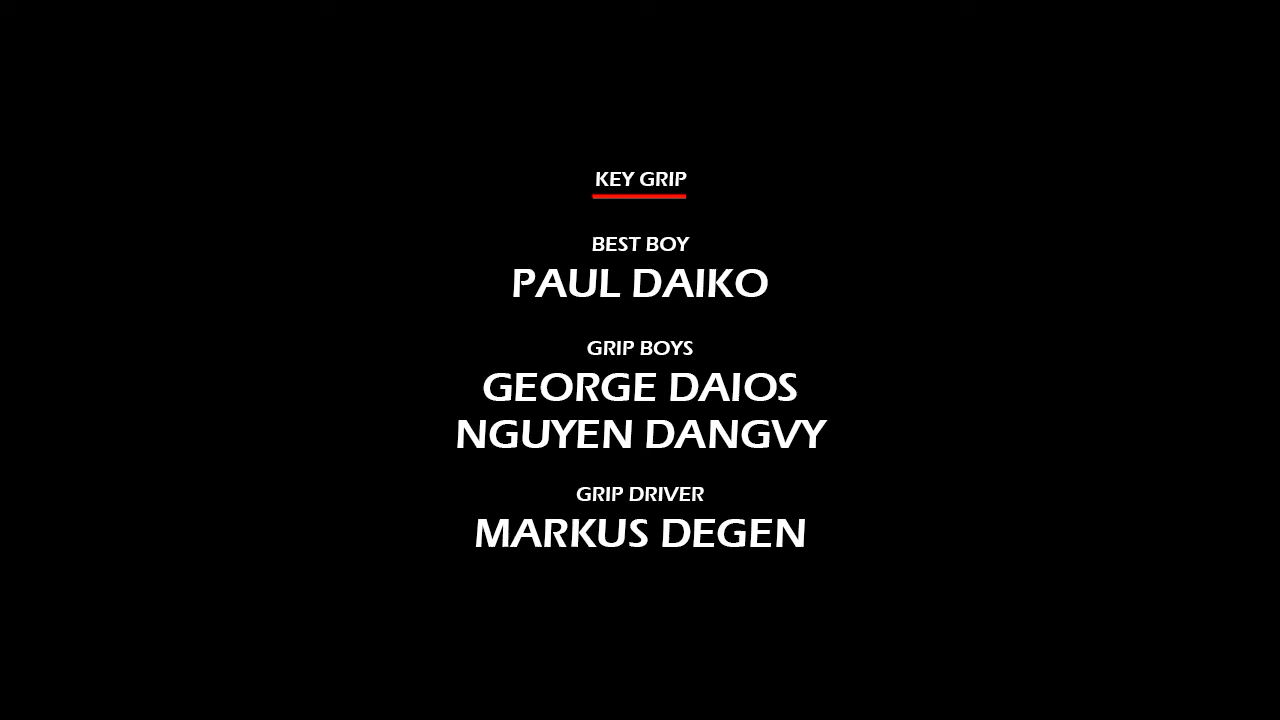 KEY GRIP
BEST BOY
PAUL DAIKO
GRIP BOYS
GEORGE DAIOS
NGUYEN DANGVY
GRIP DRIVER
MARKUS DEGEN